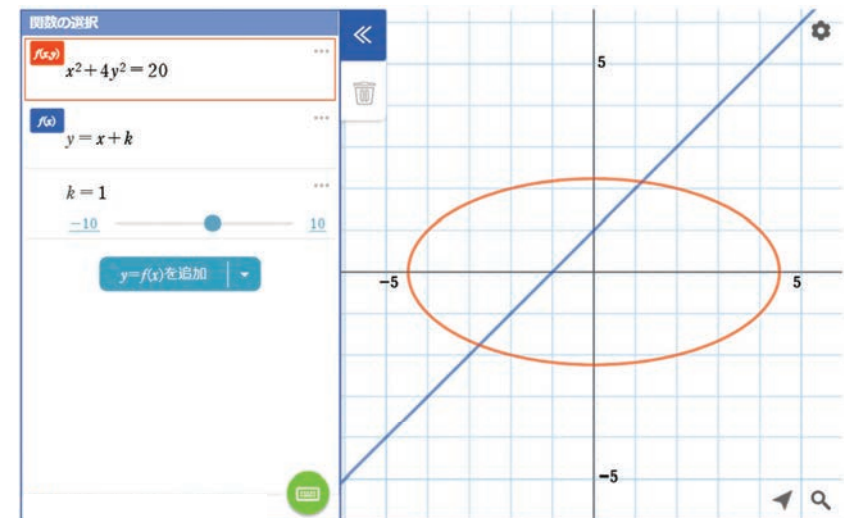 関数の選択
f(x,y)
x²+4y²=20
f(x)
y=x+k
k=1
−10 10
y=f(x)を追加
5
−5 5
−5